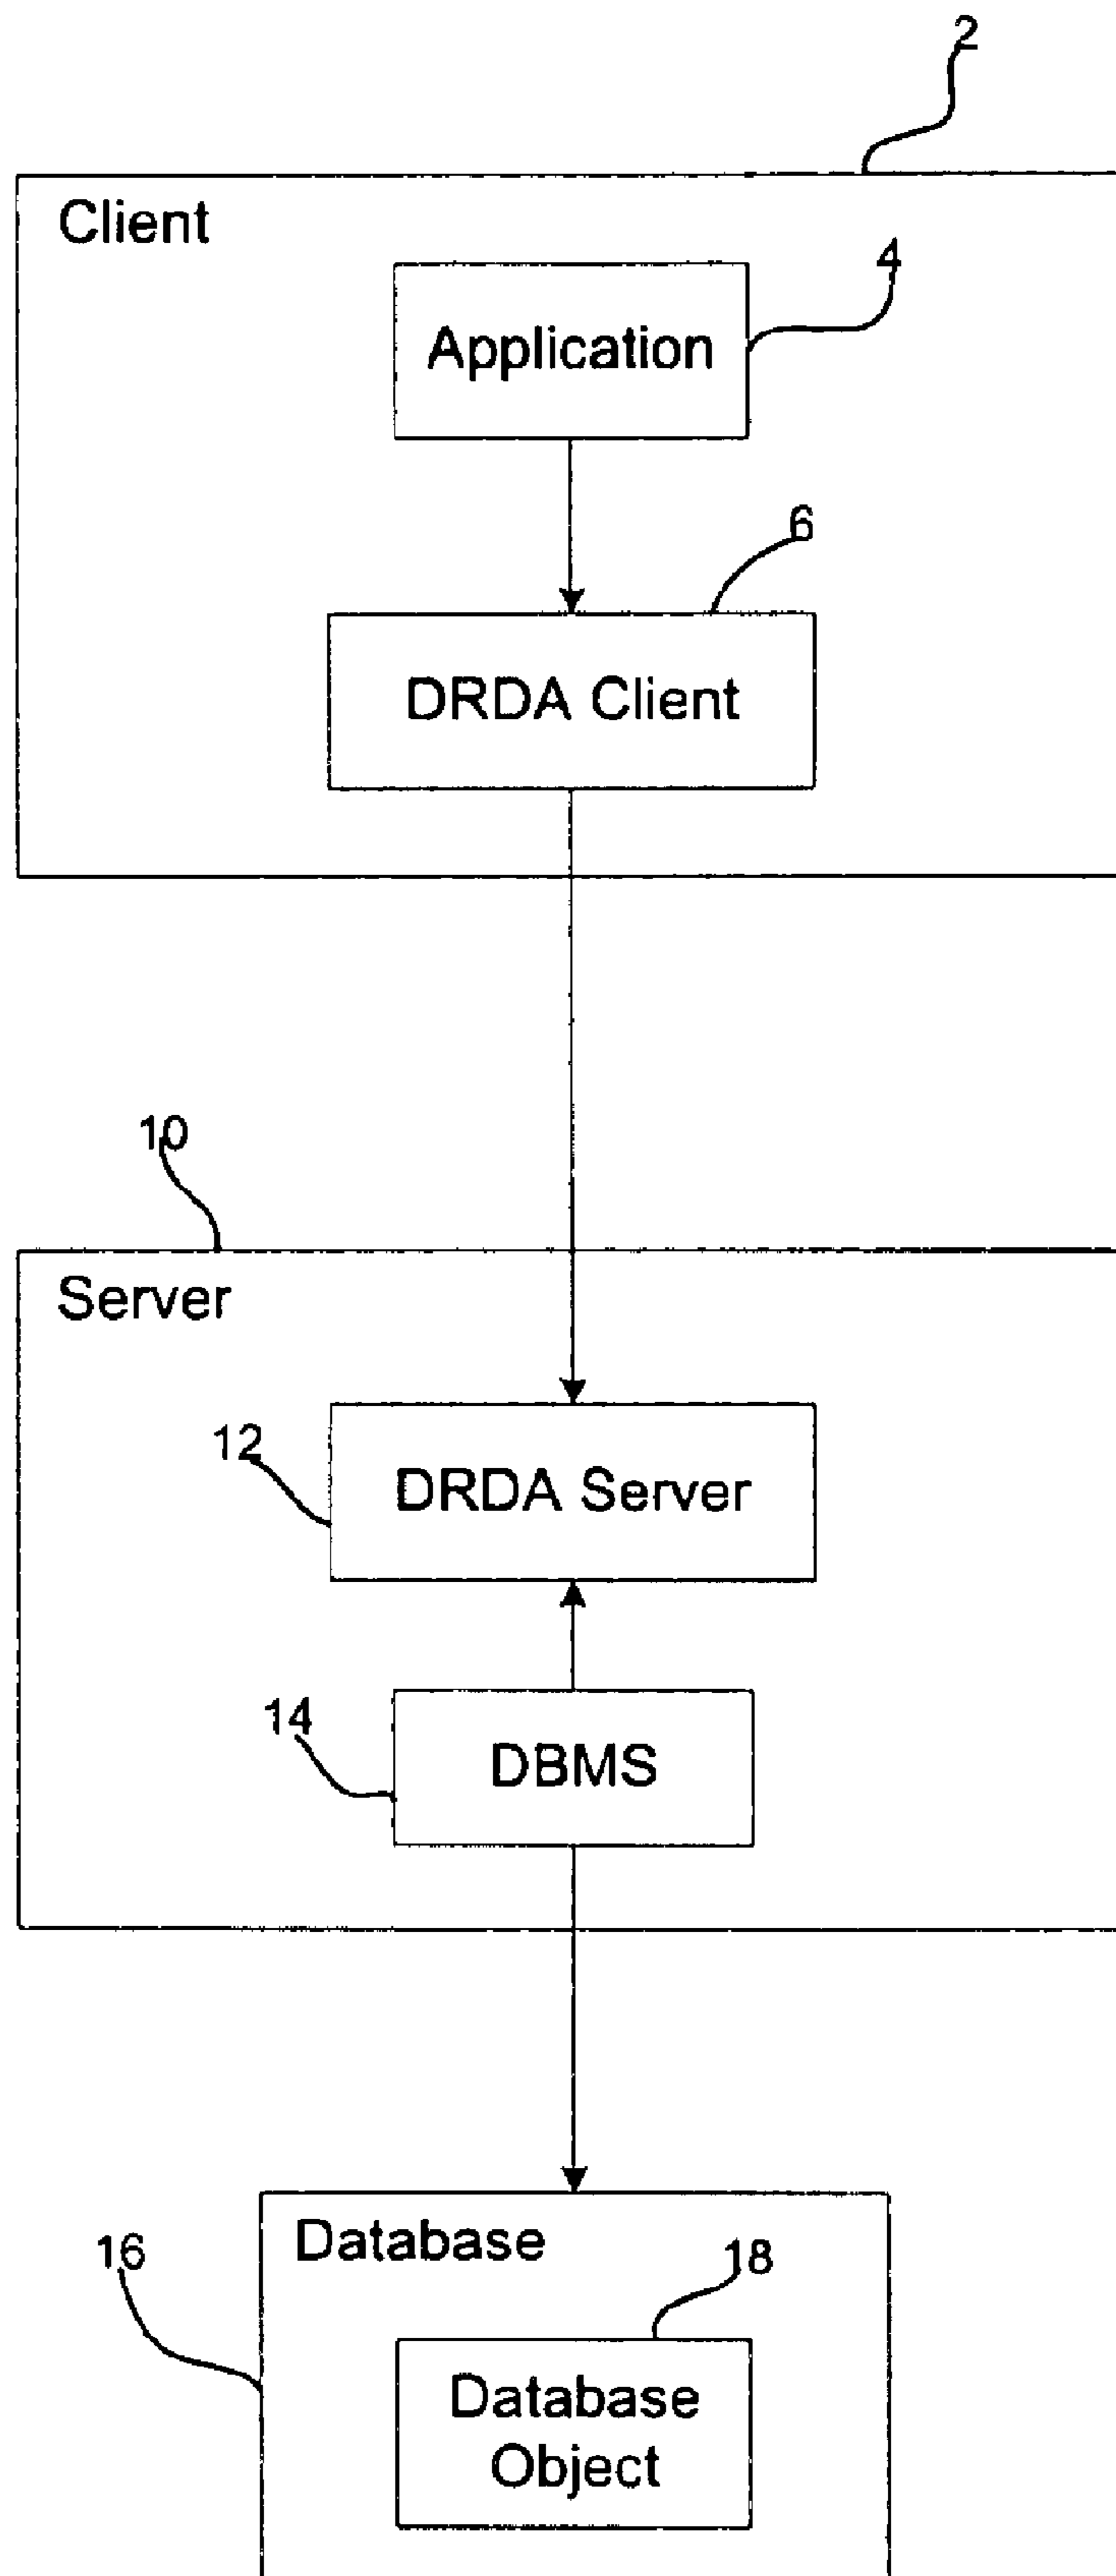 2
Client
4
Application
6
DRDA Client
10
Server
12
DRDA Server
14
DBMS
16
Database
18
Database
Object